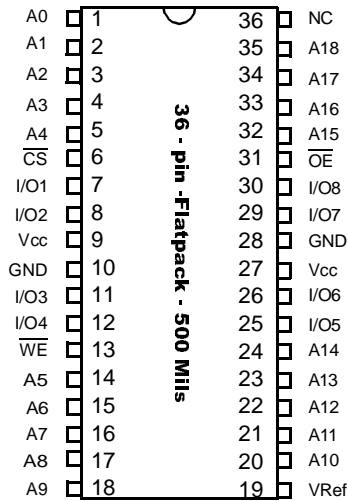 A0 1 36 NC
A1 2 35 A18
A2 3 34 A17
A3 4 33 A16
A4 5 32 A15
C̅S̅ 6 31 O̅E̅
I/O1 7 30 I/O8
I/O2 8 29 I/O7
Vcc 9 28 GND
GND 10 27 Vcc
I/O3 11 26 I/O6
I/O4 12 25 I/O5
W̅E̅ 13 24 A14
A5 14 23 A13
A6 15 22 A12
A7 16 21 A11
A8 17 20 A10
A9 18 19 VRef
36 - pin -Flatpack - 500 Mils